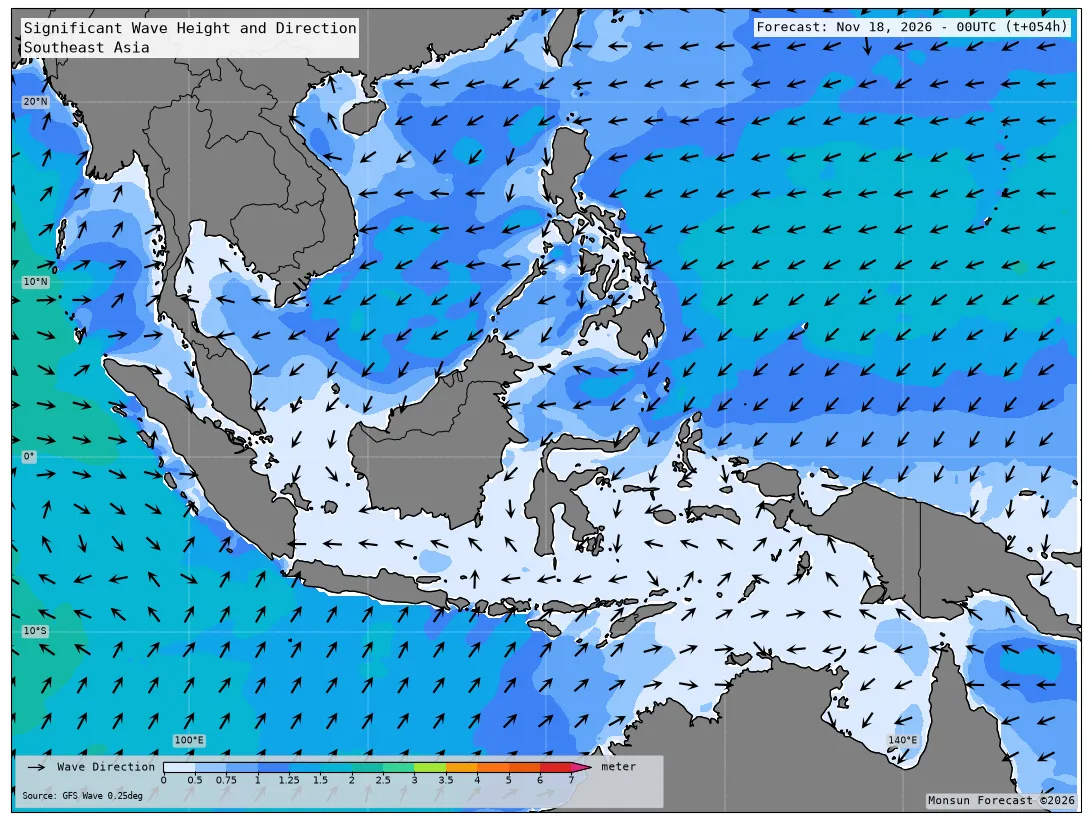 Significant Wave Height and Direction
Southeast Asia
Forecast: Nov 18, 2026 - 00UTC (t+054h)
20°N
10°N
0°
10°S
100°E
140°E
Wave Direction
0 0.5 0.75 1 1.25 1.5 2 2.5 3 3.5 4 5 6 7
meter
Source: GFS Wave 0.25deg
Monsun Forecast ©2026